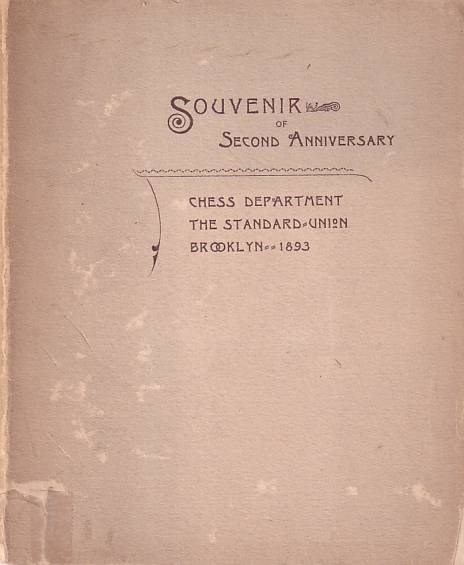 SOUVENIR
OF
SECOND ANNIVERSARY
CHESS DEPARTMENT
THE STANDARD-UNION
BROOKLYN--1893